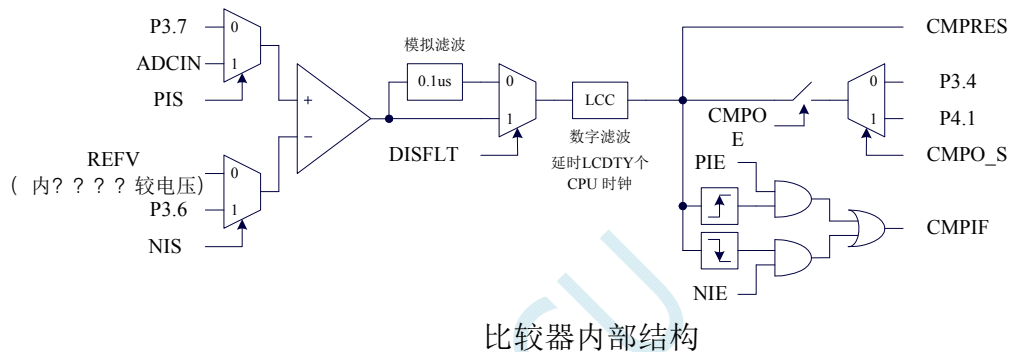 P3.7
0
ADCIN
1
PIS
+
−
REFV
( 内? ? ? ? 较电压)
0
P3.6
1
NIS
模拟滤波
0.1us
0
1
DISFLT
LCC
数字滤波
延时LCDTY个
CPU 时钟
CMPRES
CMPO
E
0
P3.4
1
P4.1
CMPO_S
PIE
NIE
CMPIF
比较器内部结构